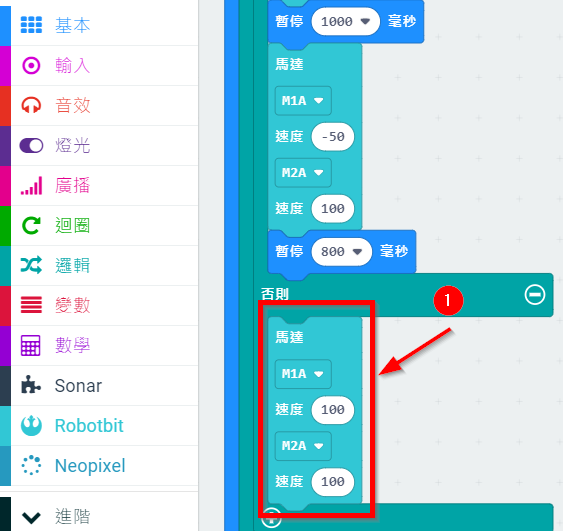 基本
輸入
音效
燈光
廣播
迴圈
邏輯
變數
數學
Sonar
Robotbit
Neopixel
進階
暫停 1000 毫秒
馬達
M1A
速度 -50
M2A
速度 100
暫停 800 毫秒
否則
1
馬達
M1A
速度 100
M2A
速度 100